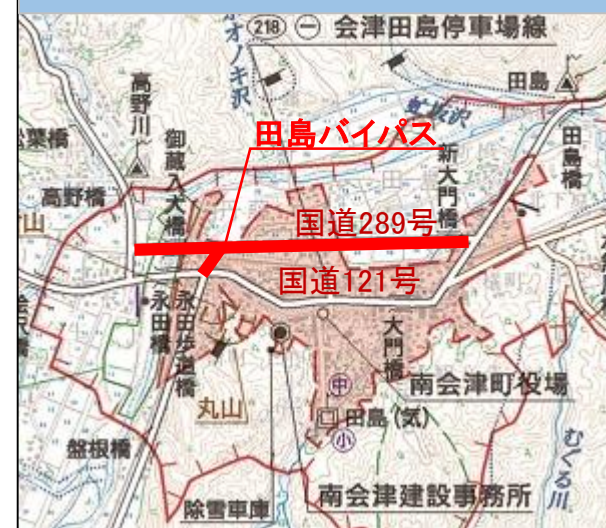 218 会津田島停車場線
オノキ沢
田島
高野川
松葉橋
御蔵入大橋
田島バイパス
新大門橋
田島橋
高野橋
山
国道289号
国道121号
永田橋
永田歩道橋
大門橋
南会津町役場
丸山
中
田島(気)
小
盤根橋
むぐる川
除雪車庫
南会津建設事務所